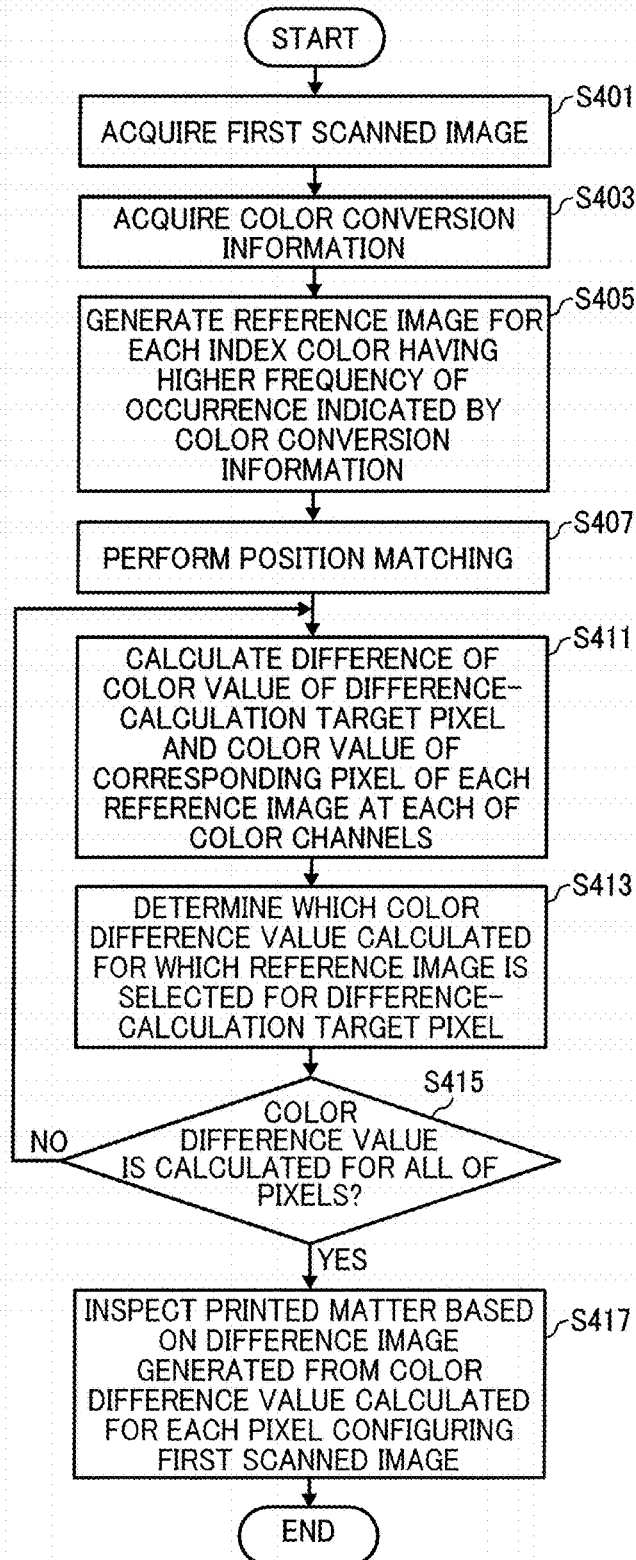 START
S401
ACQUIRE FIRST SCANNED IMAGE
S403
ACQUIRE COLOR CONVERSION
INFORMATION
S405
GENERATE REFERENCE IMAGE FOR
EACH INDEX COLOR HAVING
HIGHER FREQUENCY OF
OCCURRENCE INDICATED BY
COLOR CONVERSION
INFORMATION
S407
PERFORM POSITION MATCHING
S411
CALCULATE DIFFERENCE OF
COLOR VALUE OF DIFFERENCE-
CALCULATION TARGET PIXEL
AND COLOR VALUE OF
CORRESPONDING PIXEL OF EACH
REFERENCE IMAGE AT EACH OF
COLOR CHANNELS
S413
DETERMINE WHICH COLOR
DIFFERENCE VALUE CALCULATED
FOR WHICH REFERENCE IMAGE IS
SELECTED FOR DIFFERENCE-
CALCULATION TARGET PIXEL
S415
COLOR
DIFFERENCE VALUE
IS CALCULATED FOR ALL OF
PIXELS?
NO
YES
S417
INSPECT PRINTED MATTER BASED
ON DIFFERENCE IMAGE
GENERATED FROM COLOR
DIFFERENCE VALUE CALCULATED
FOR EACH PIXEL CONFIGURING
FIRST SCANNED IMAGE
END